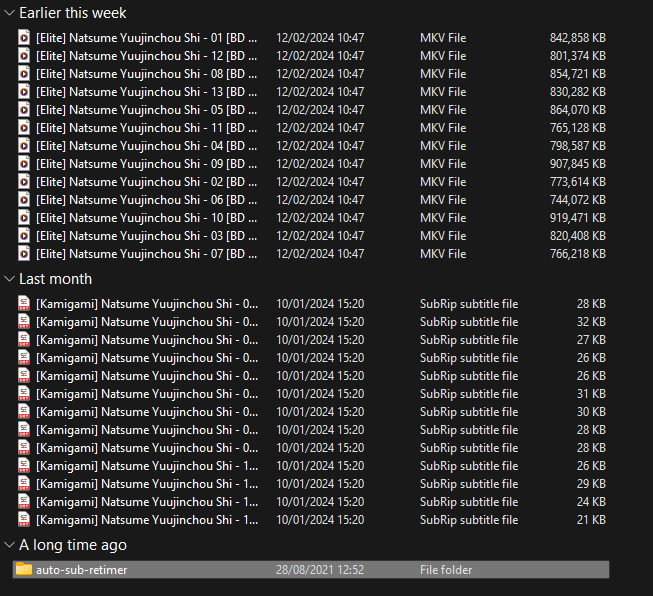 Earlier this week
[Elite] Natsume Yuujinchou Shi - 01 [BD ... 12/02/2024 10:47 MKV File 842,858 KB
[Elite] Natsume Yuujinchou Shi - 12 [BD ... 12/02/2024 10:47 MKV File 801,374 KB
[Elite] Natsume Yuujinchou Shi - 08 [BD ... 12/02/2024 10:47 MKV File 854,721 KB
[Elite] Natsume Yuujinchou Shi - 13 [BD ... 12/02/2024 10:47 MKV File 830,282 KB
[Elite] Natsume Yuujinchou Shi - 05 [BD ... 12/02/2024 10:47 MKV File 864,070 KB
[Elite] Natsume Yuujinchou Shi - 11 [BD ... 12/02/2024 10:47 MKV File 765,128 KB
[Elite] Natsume Yuujinchou Shi - 04 [BD ... 12/02/2024 10:47 MKV File 798,587 KB
[Elite] Natsume Yuujinchou Shi - 09 [BD ... 12/02/2024 10:47 MKV File 907,845 KB
[Elite] Natsume Yuujinchou Shi - 02 [BD ... 12/02/2024 10:47 MKV File 773,614 KB
[Elite] Natsume Yuujinchou Shi - 06 [BD ... 12/02/2024 10:47 MKV File 744,072 KB
[Elite] Natsume Yuujinchou Shi - 10 [BD ... 12/02/2024 10:47 MKV File 919,471 KB
[Elite] Natsume Yuujinchou Shi - 03 [BD ... 12/02/2024 10:47 MKV File 820,408 KB
[Elite] Natsume Yuujinchou Shi - 07 [BD ... 12/02/2024 10:47 MKV File 766,218 KB
Last month
[Kamigami] Natsume Yuujinchou Shi - 0... 10/01/2024 15:20 SubRip subtitle file 28 KB
[Kamigami] Natsume Yuujinchou Shi - 0... 10/01/2024 15:20 SubRip subtitle file 32 KB
[Kamigami] Natsume Yuujinchou Shi - 0... 10/01/2024 15:20 SubRip subtitle file 27 KB
[Kamigami] Natsume Yuujinchou Shi - 0... 10/01/2024 15:20 SubRip subtitle file 26 KB
[Kamigami] Natsume Yuujinchou Shi - 0... 10/01/2024 15:20 SubRip subtitle file 26 KB
[Kamigami] Natsume Yuujinchou Shi - 0... 10/01/2024 15:20 SubRip subtitle file 31 KB
[Kamigami] Natsume Yuujinchou Shi - 0... 10/01/2024 15:20 SubRip subtitle file 30 KB
[Kamigami] Natsume Yuujinchou Shi - 0... 10/01/2024 15:20 SubRip subtitle file 28 KB
[Kamigami] Natsume Yuujinchou Shi - 0... 10/01/2024 15:20 SubRip subtitle file 28 KB
[Kamigami] Natsume Yuujinchou Shi - 1... 10/01/2024 15:20 SubRip subtitle file 26 KB
[Kamigami] Natsume Yuujinchou Shi - 1... 10/01/2024 15:20 SubRip subtitle file 29 KB
[Kamigami] Natsume Yuujinchou Shi - 1... 10/01/2024 15:20 SubRip subtitle file 24 KB
[Kamigami] Natsume Yuujinchou Shi - 1... 10/01/2024 15:20 SubRip subtitle file 21 KB
A long time ago
auto-sub-retimer 28/08/2021 12:52 File folder